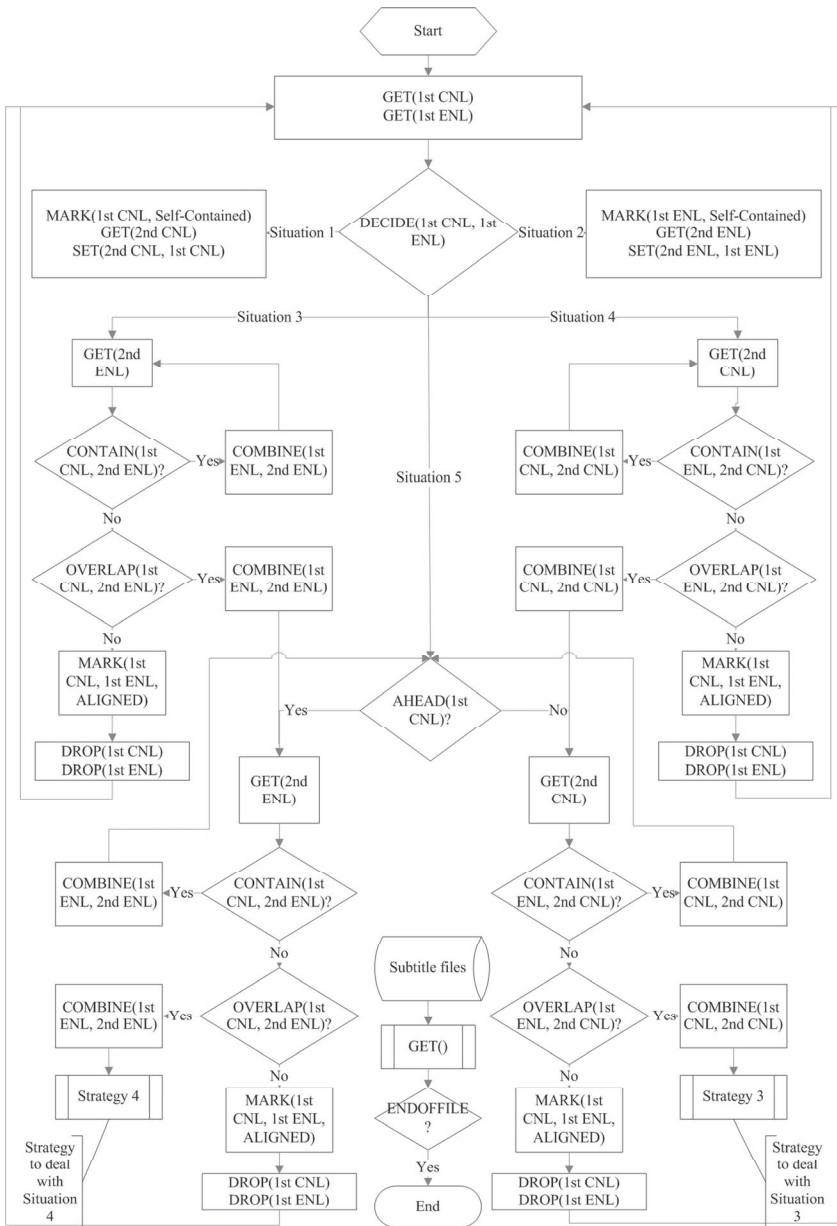 Start
GET(1st CNL)
GET(1st ENL)
MARK(1st CNL, Self-Contained)
GET(2nd CNL)
SET(2nd CNL, 1st CNL)
Situation 1
DECIDE(1st CNL, 1st
ENL)
Situation 2
MARK(1st ENL, Self-Contained)
GET(2nd ENL)
SET(2nd ENL, 1st ENL)
Situation 3
Situation 4
GET(2nd
ENL)
GET(2nd
CNL)
CONTAIN(1st
CNL, 2nd ENL)?
Yes
COMBINE(1st
ENL, 2nd ENL)
Situation 5
COMBINE(1st
CNL, 2nd CNL)
Yes
CONTAIN(1st
ENL, 2nd CNL)?
No
No
OVERLAP(1st
CNL, 2nd ENL)?
Yes
COMBINE(1st
ENL, 2nd ENL)
COMBINE(1st
CNL, 2nd CNL)
Yes
OVERLAP(1st
ENL, 2nd CNL)?
No
No
MARK(1st
CNL, 1st ENL,
ALIGNED)
MARK(1st
CNL, 1st ENL,
ALIGNED)
AHEAD(1st
CNL)?
Yes
No
DROP(1st CNL)
DROP(1st ENL)
DROP(1st CNL)
DROP(1st ENL)
GET(2nd
ENL)
GET(2nd
CNL)
COMBINE(1st
ENL, 2nd ENL)
Yes
CONTAIN(1st
CNL, 2nd ENL)?
CONTAIN(1st
ENL, 2nd CNL)?
Yes
COMBINE(1st
CNL, 2nd CNL)
No
No
Subtitle files
COMBINE(1st
ENL, 2nd ENL)
Yes
OVERLAP(1st
CNL, 2nd ENL)?
OVERLAP(1st
ENL, 2nd CNL)?
Yes
COMBINE(1st
CNL, 2nd CNL)
GET()
No
No
Strategy 4
Strategy 3
MARK(1st
CNL, 1st ENL,
ALIGNED)
ENDOFFILE
?
MARK(1st
CNL, 1st ENL,
ALIGNED)
Strategy
to deal
with
Situation
4
Yes
Strategy
to deal
with
Situation
3
DROP(1st CNL)
DROP(1st ENL)
End
DROP(1st CNL)
DROP(1st ENL)